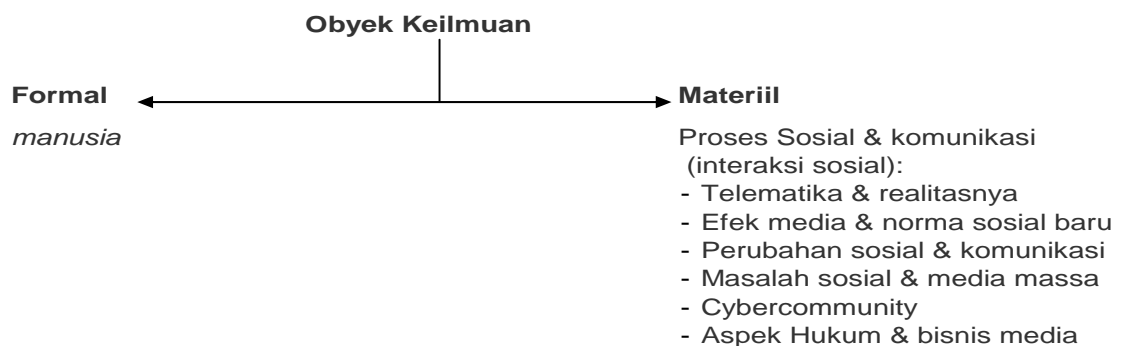 Obyek Keilmuan
Formal
manusia
Materiil
Proses Sosial & komunikasi
(interaksi sosial):
- Telematika & realitasnya
- Efek media & norma sosial baru
- Perubahan sosial & komunikasi
- Masalah sosial & media massa
- Cybercommunity
- Aspek Hukum & bisnis media